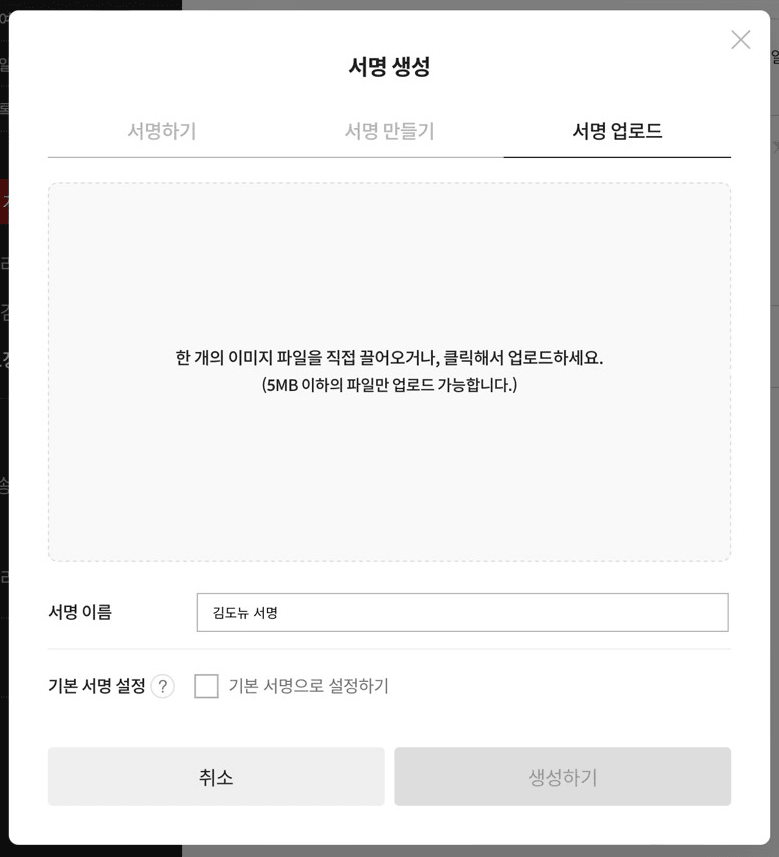 서명 생성
서명하기 서명 만들기 서명 업로드
한 개의 이미지 파일을 직접 끌어오거나, 클릭해서 업로드하세요.
(5MB 이하의 파일만 업로드 가능합니다.)
서명 이름 김도뉴 서명
기본 서명 설정 ? 기본 서명으로 설정하기
취소 생성하기